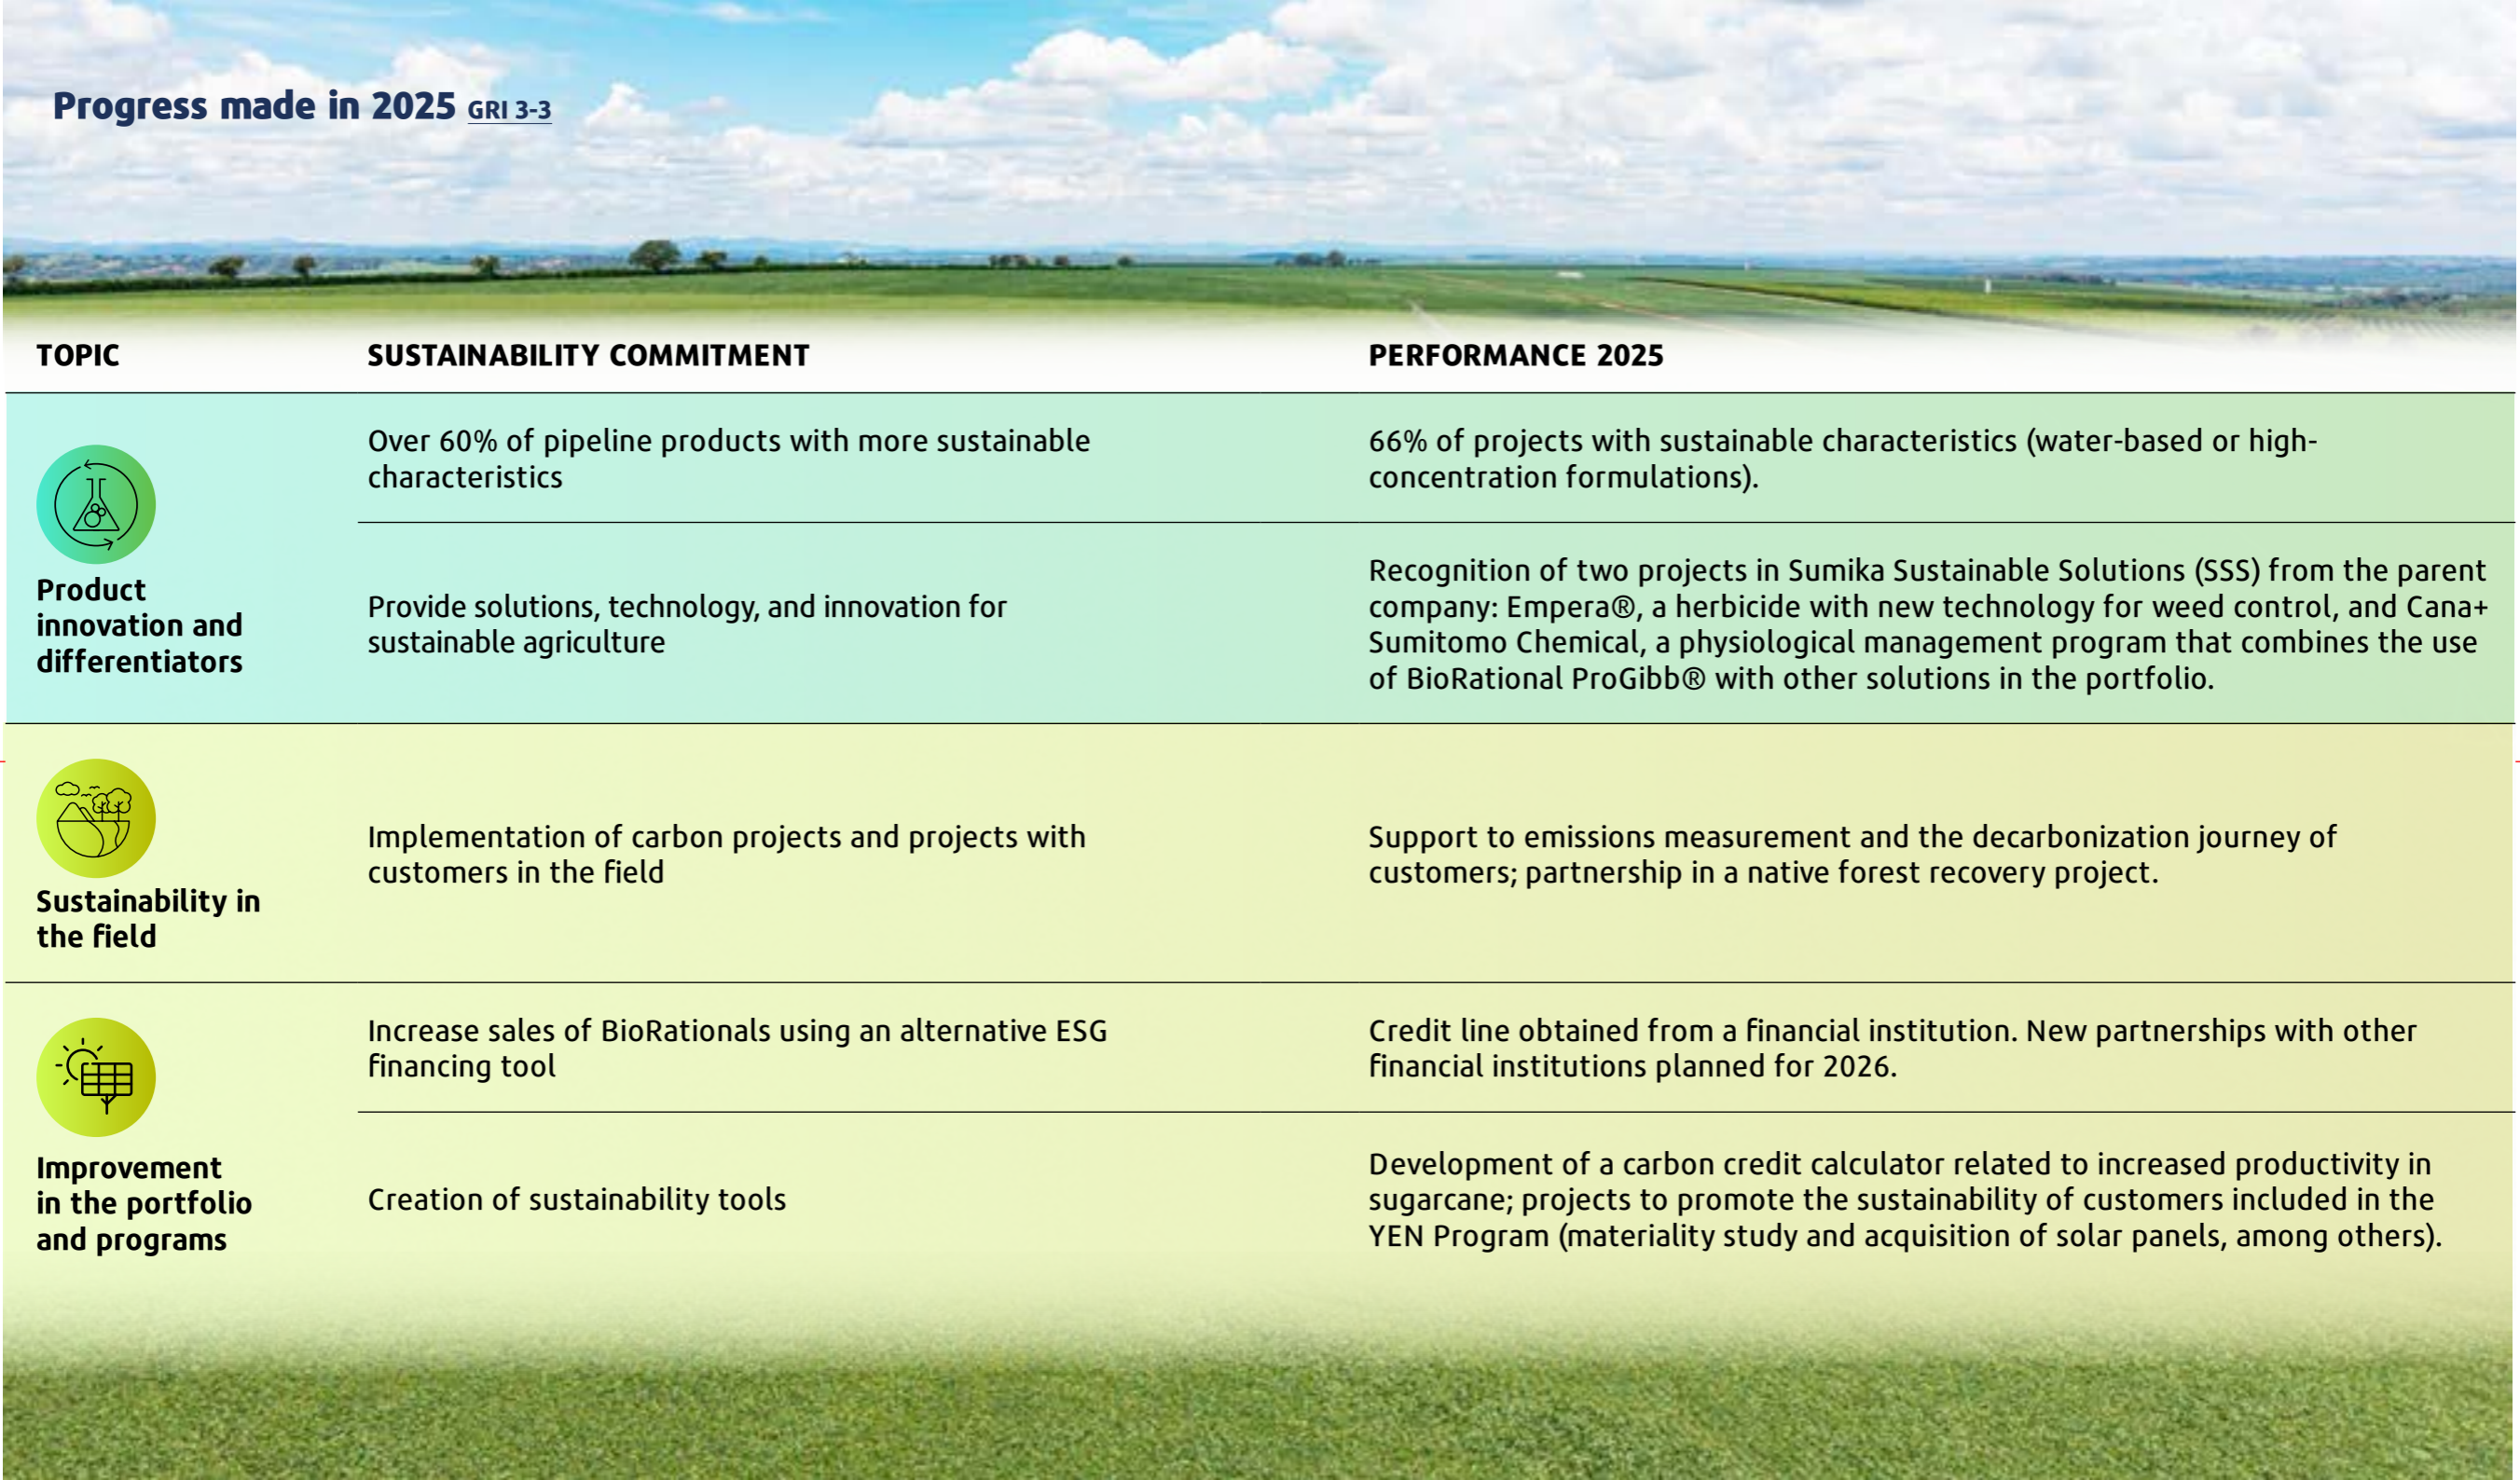 Progress made in 2025 GRI 3-3
TOPIC
SUSTAINABILITY COMMITMENT
PERFORMANCE 2025
Product
innovation and
differentiators
Over 60% of pipeline products with more sustainable
characteristics
66% of projects with sustainable characteristics (water-based or high-
concentration formulations).
Provide solutions, technology, and innovation for
sustainable agriculture
Recognition of two projects in Sumika Sustainable Solutions (SSS) from the parent
company: Empera®, a herbicide with new technology for weed control, and Cana+
Sumitomo Chemical, a physiological management program that combines the use
of BioRational ProGibb® with other solutions in the portfolio.
Sustainability in
the field
Implementation of carbon projects and projects with
customers in the field
Support to emissions measurement and the decarbonization journey of
customers; partnership in a native forest recovery project.
Improvement
in the portfolio
and programs
Increase sales of BioRationals using an alternative ESG
financing tool
Credit line obtained from a financial institution. New partnerships with other
financial institutions planned for 2026.
Creation of sustainability tools
Development of a carbon credit calculator related to increased productivity in
sugarcane; projects to promote the sustainability of customers included in the
YEN Program (materiality study and acquisition of solar panels, among others).